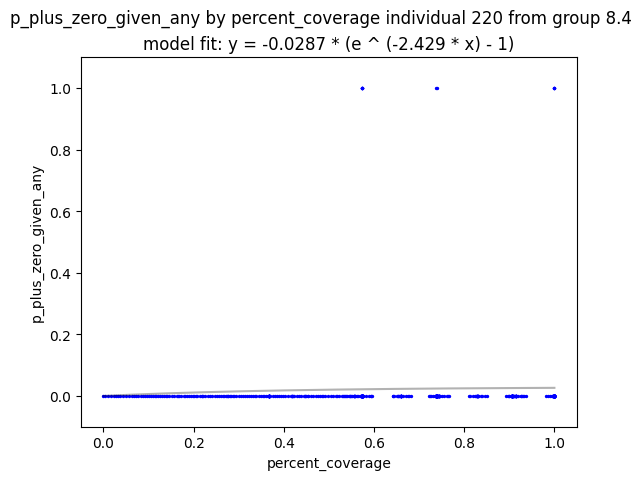 p_plus_zero_given_any by percent_coverage individual 220 from group 8.4
model fit: y = -0.0287 * (e ^ (-2.429 * x) - 1)
p_plus_zero_given_any
1.0
0.8
0.6
0.4
0.2
0.0
0.0 0.2 0.4 0.6 0.8 1.0
percent_coverage